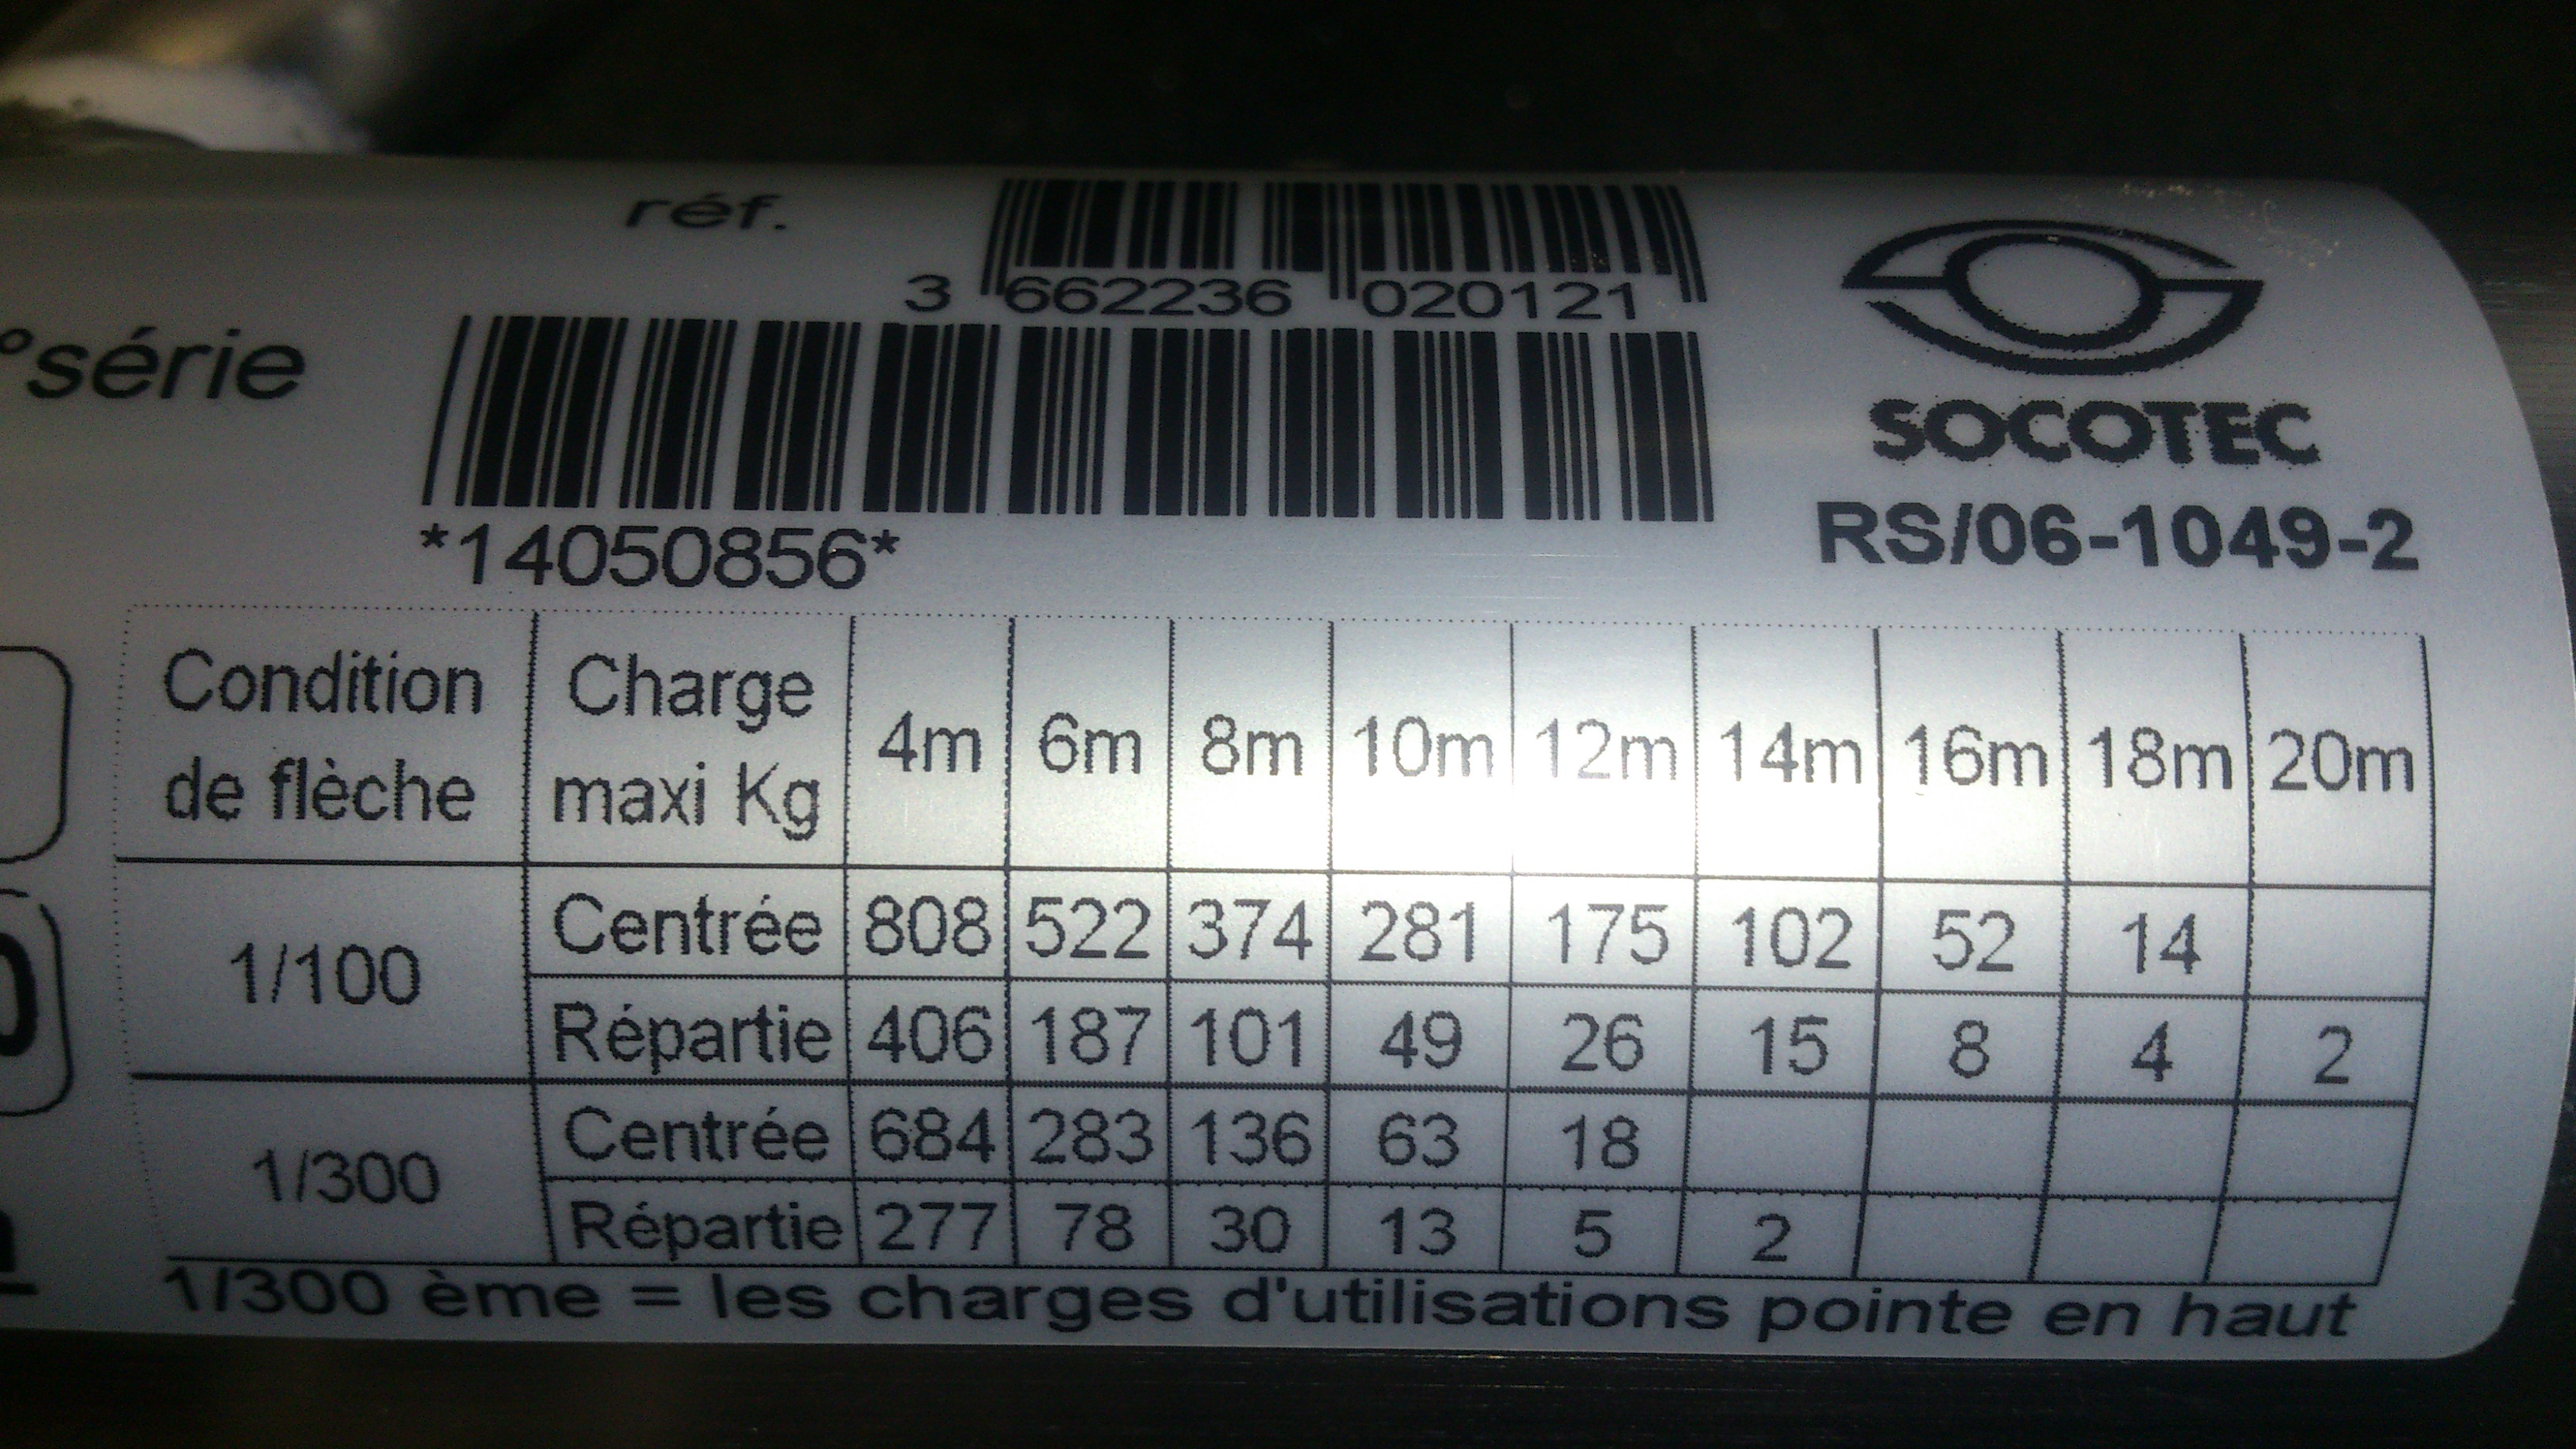 réf.
3 662236 020121
°série
*14050856*
SOCOTEC
RS/06-1049-2
Condition de flèche Charge maxi Kg 4m 6m 8m 10m 12m 14m 16m 18m 20m
1/100 Centrée 808 522 374 281 175 102 52 14
Répartie 406 187 101 49 26 15 8 4 2
1/300 Centrée 684 283 136 63 18
Répartie 277 78 30 13 5 2
1/300 ème = les charges d'utilisations pointe en haut